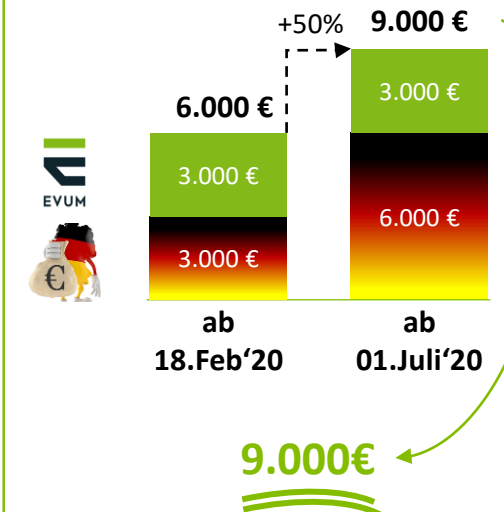 +50%
9.000 €
6.000 €
3.000 €
3.000 €
6.000 €
3.000 €
EVUM
€
ab
18.Feb‘20
ab
01.Juli‘20
9.000€